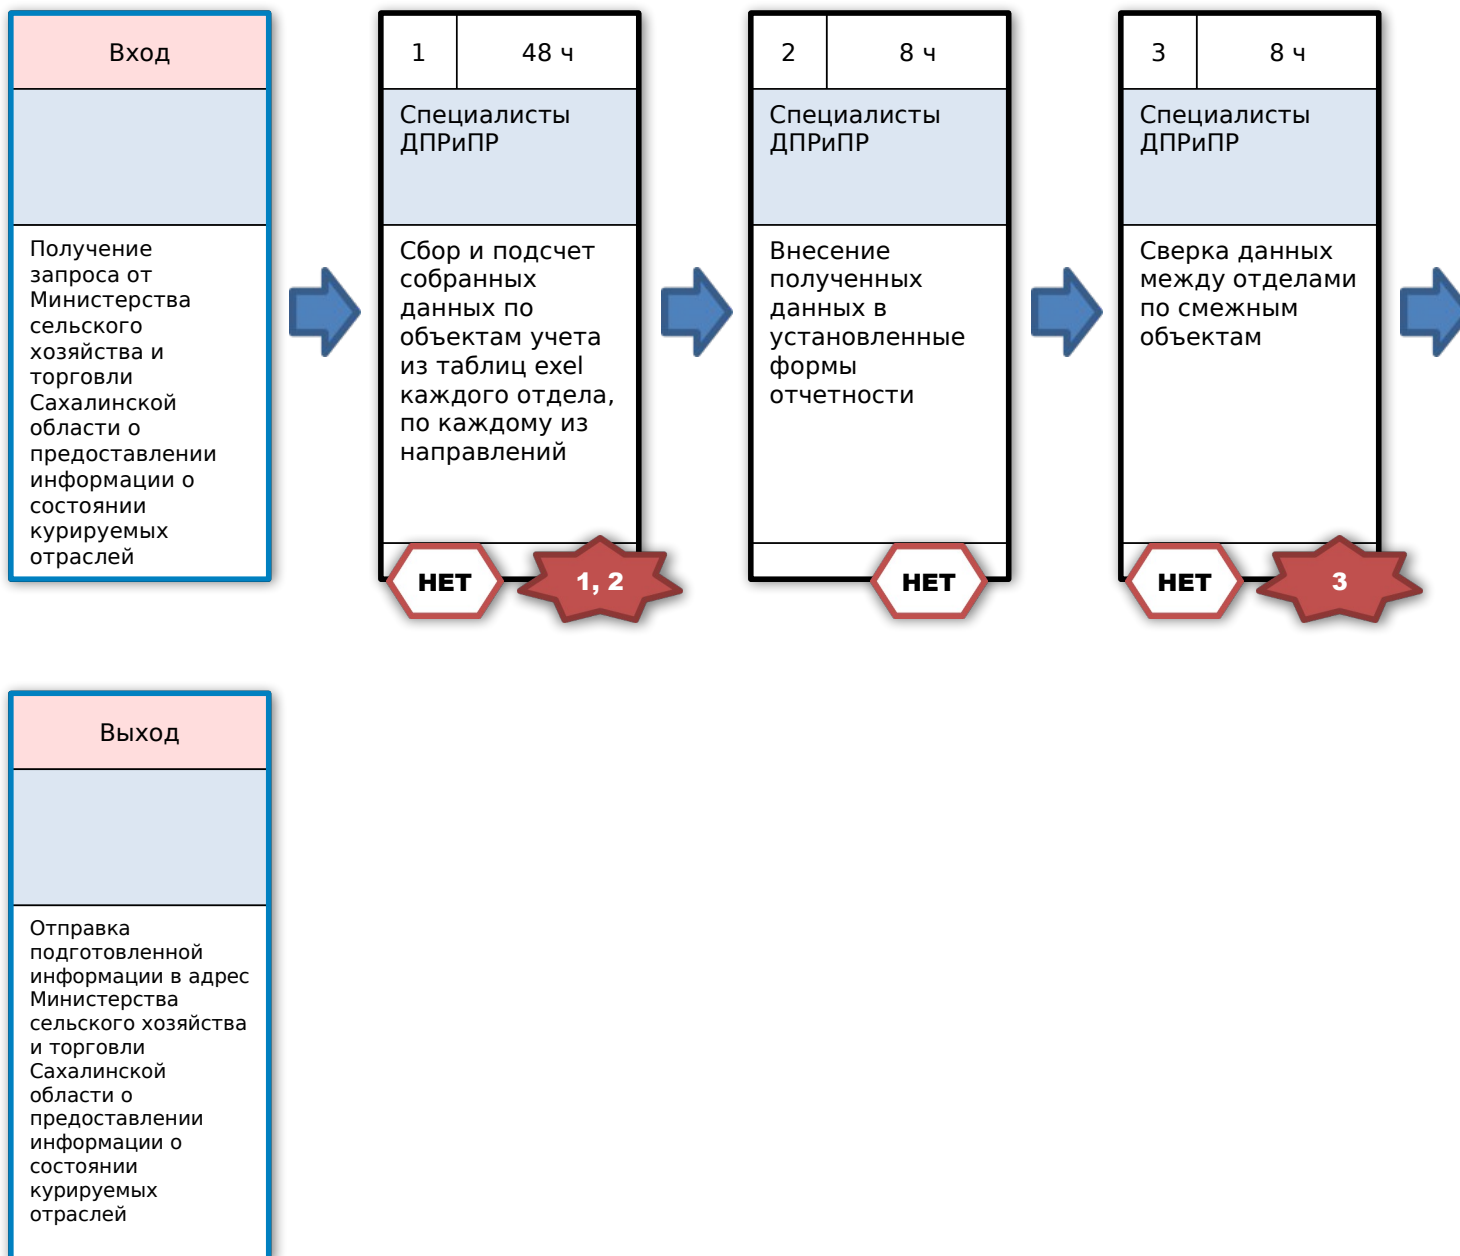 Вход
Получение
запроса от
Министерства
сельского
хозяйства и
торговли
Сахалинской
области о
предоставлении
информации о
состоянии
курируемых
отраслей
1
48 ч
Специалисты
ДПРиПР
Сбор и подсчет
собранных
данных по
объектам учета
из таблиц exel
каждого отдела,
по каждому из
направлений
НЕТ
1, 2
2
8 ч
Специалисты
ДПРиПР
Внесение
полученных
данных в
установленные
формы
отчетности
НЕТ
3
8 ч
Специалисты
ДПРиПР
Сверка данных
между отделами
по смежным
объектам
НЕТ
3
Выход
Отправка
подготовленной
информации в адрес
Министерства
сельского хозяйства
и торговли
Сахалинской
области о
предоставлении
информации о
состоянии
курируемых
отраслей